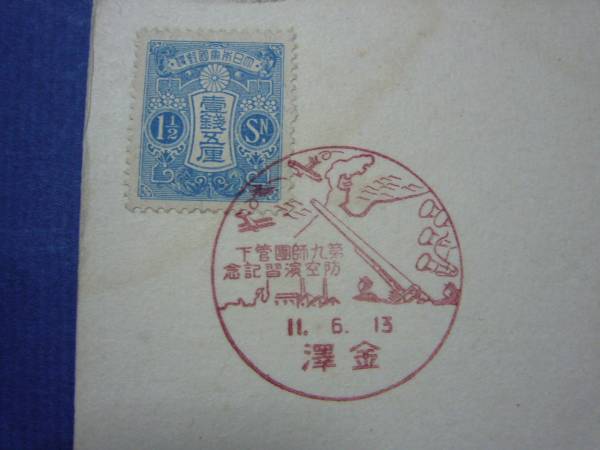 大日本帝國郵便
壹錢五厘
1½ Sn.
第九師團管下
防空演習記念
11. 6. 13
金澤